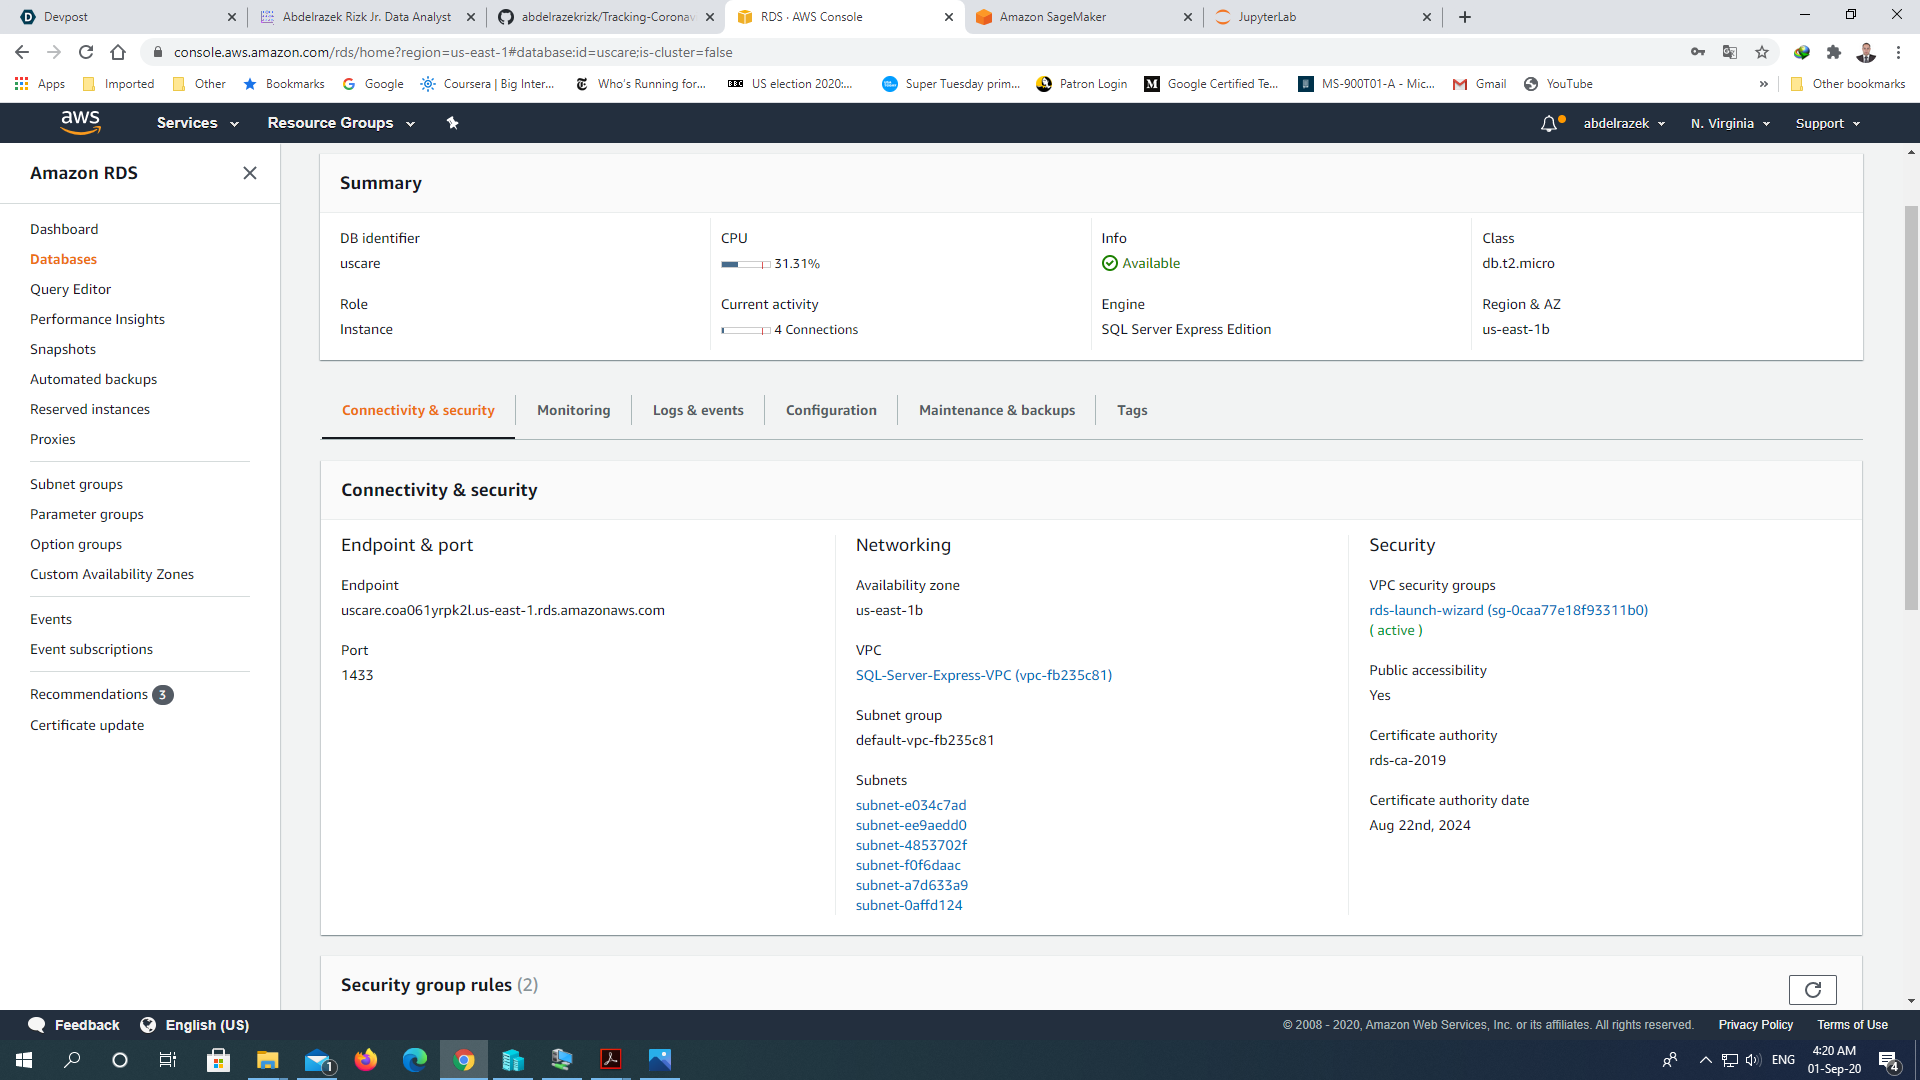 Devpost
Abdelrazek Rizk Jr. Data Analyst
abdelrazekrizk/Tracking-Corona
RDS · AWS Console
Amazon SageMaker
JupyterLab
console.aws.amazon.com/rds/home?region=us-east-1#database:id=uscare;is-cluster=false
Apps
Imported
Other
Bookmarks
Google
Coursera | Big Inter...
Who's Running for...
BBC
US election 2020:...
Super Tuesday prim...
Patron Login
Google Certified Te...
MS-900T01-A - Mic...
Gmail
YouTube
»
Other bookmarks
aws
Services
Resource Groups
abdelrazek
N. Virginia
Support
Amazon RDS
Dashboard
Databases
Query Editor
Performance Insights
Snapshots
Automated backups
Reserved instances
Proxies
Subnet groups
Parameter groups
Option groups
Custom Availability Zones
Events
Event subscriptions
Recommendations 3
Certificate update
Summary
DB identifier
uscare
CPU
31.31%
Info
Available
Class
db.t2.micro
Role
Instance
Current activity
4 Connections
Engine
SQL Server Express Edition
Region & AZ
us-east-1b
Connectivity & security
Monitoring
Logs & events
Configuration
Maintenance & backups
Tags
Connectivity & security
Endpoint & port
Endpoint
uscare.coa061yrpk2l.us-east-1.rds.amazonaws.com
Port
1433
Networking
Availability zone
us-east-1b
VPC
SQL-Server-Express-VPC (vpc-fb235c81)
Subnet group
default-vpc-fb235c81
Subnets
subnet-e034c7ad
subnet-ee9aedd0
subnet-4853702f
subnet-f0f6daac
subnet-a7d633a9
subnet-0affd124
Security
VPC security groups
rds-launch-wizard (sg-0caa77e18f93311b0)
( active )
Public accessibility
Yes
Certificate authority
rds-ca-2019
Certificate authority date
Aug 22nd, 2024
Security group rules (2)
Feedback
English (US)
© 2008 - 2020, Amazon Web Services, Inc. or its affiliates. All rights reserved.
Privacy Policy
Terms of Use
1
ENG
4:20 AM
01-Sep-20
4